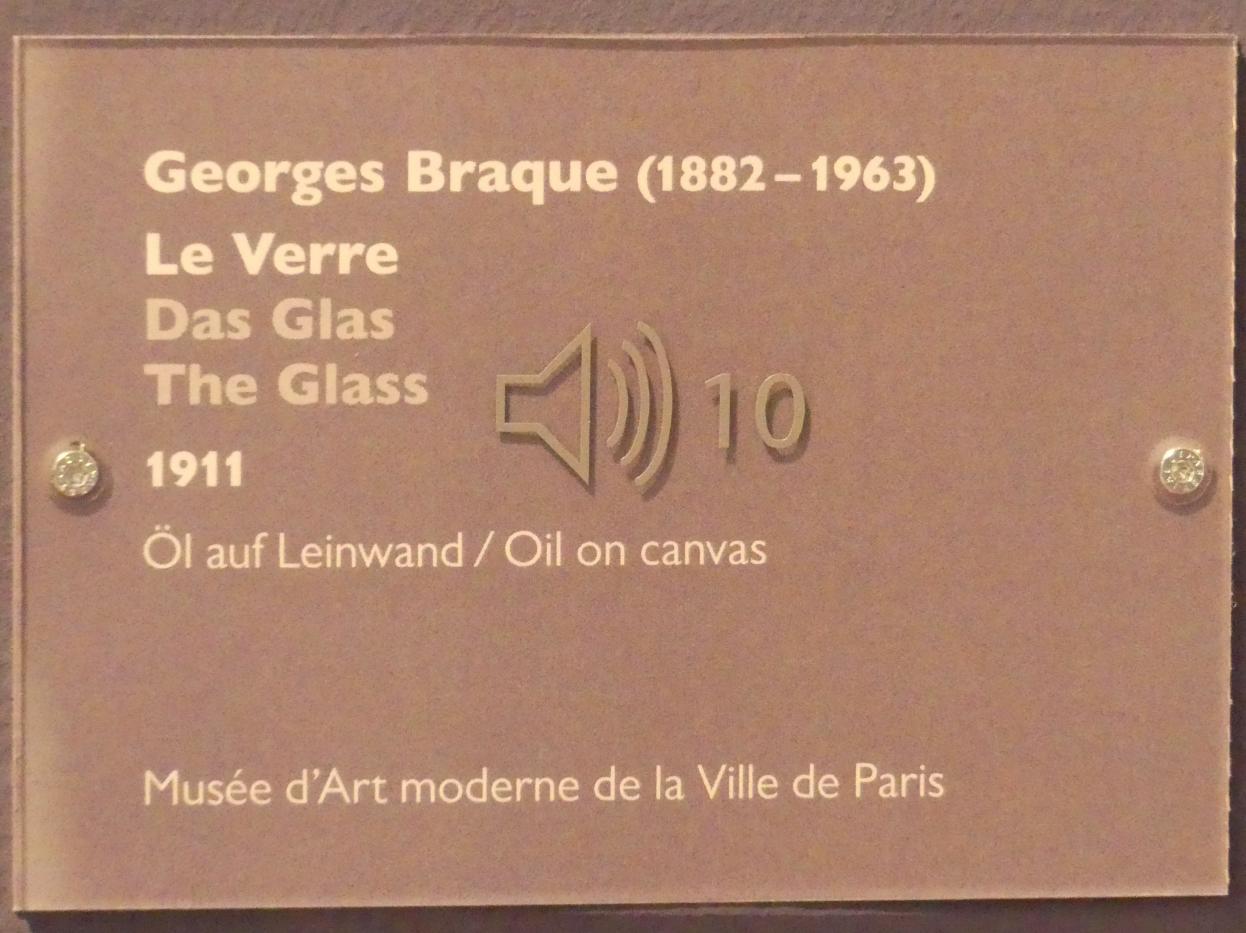 Georges Braque (1882–1963)
Le Verre
Das Glas
The Glass
10
1911
Öl auf Leinwand / Oil on canvas
Musée d’Art moderne de la Ville de Paris